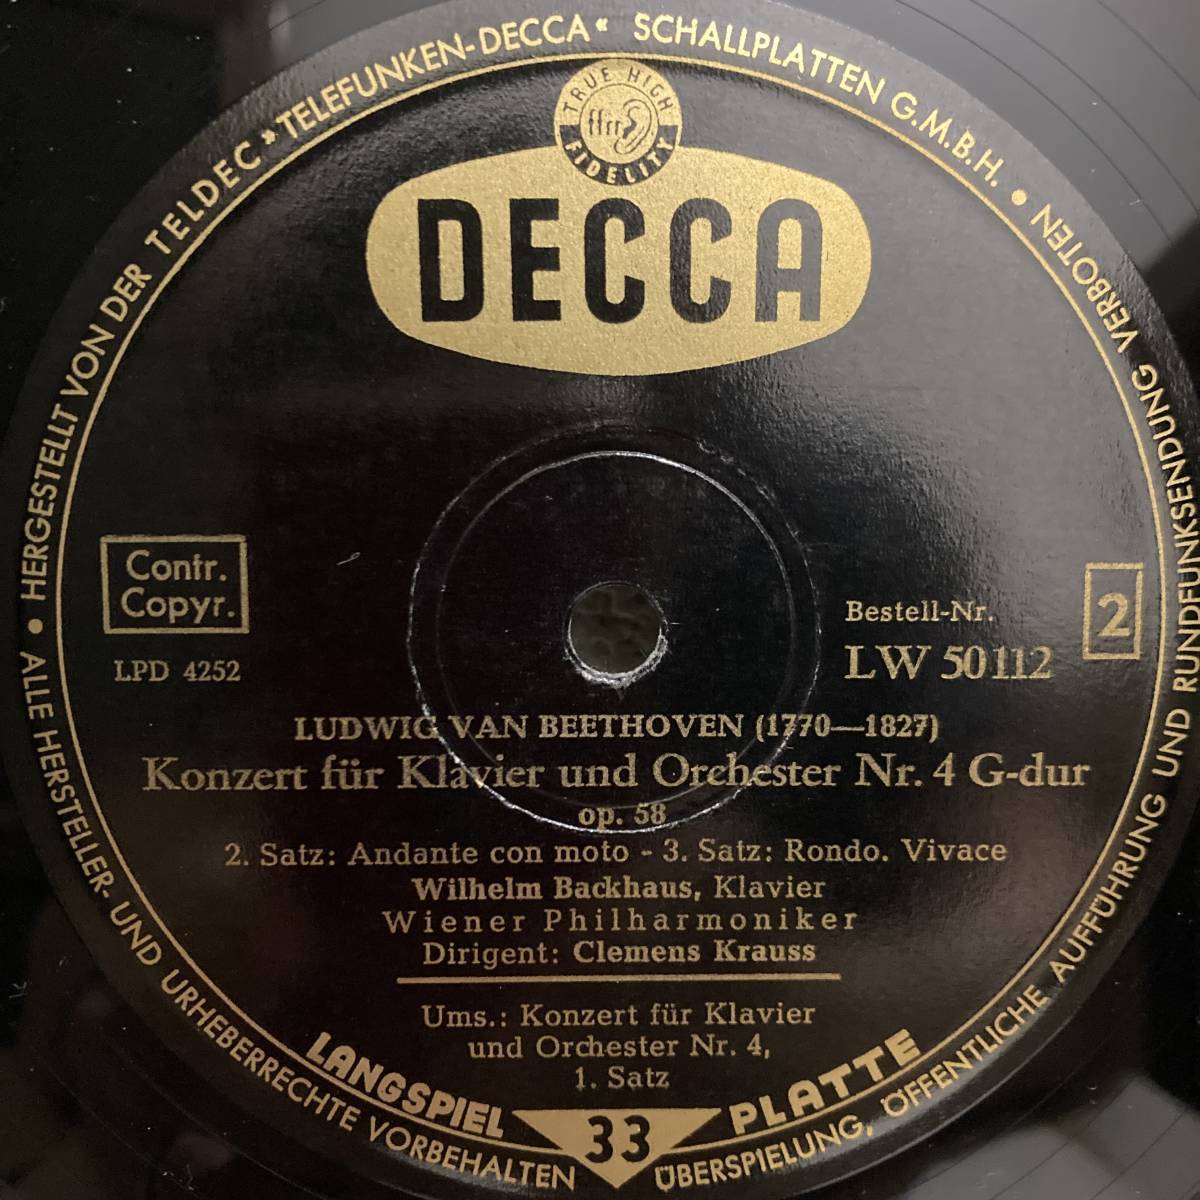 • HERGESTELLT VON DER TELDEC »TELEFUNKEN-DECCA« SCHALLPLATTEN G.M.B.H. •
TRUE HIGH
ffrr
FIDELITY
DECCA
Contr.
Copyr.
LPD 4252
Bestell-Nr.
LW 50112
2
LUDWIG VAN BEETHOVEN (1770—1827)
Konzert für Klavier und Orchester Nr. 4 G-dur
op. 58
2. Satz: Andante con moto - 3. Satz: Rondo. Vivace
Wilhelm Backhaus, Klavier
Wiener Philharmoniker
Dirigent: Clemens Krauss
Ums.: Konzert für Klavier
und Orchester Nr. 4,
1. Satz
LANGSPIEL 33 PLATTE
ALLE HERSTELLER- UND URHEBERRECHTE VORBEHALTEN
ÜBERSPIELUNG, ÖFFENTLICHE AUFFÜHRUNG UND RUNDFUNKSENDUNG VERBOTEN